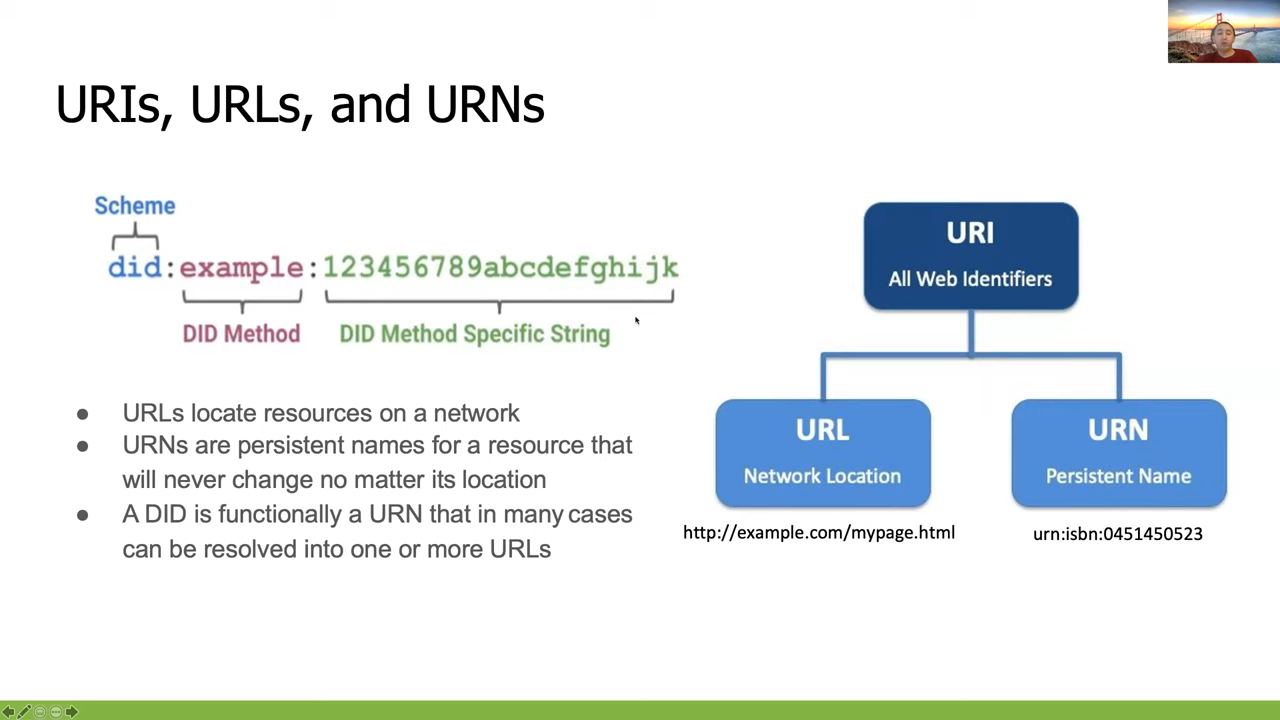 URIs, URLs, and URNs
Scheme
did:example:123456789abcdefghijk
DID Method
DID Method Specific String
● URLs locate resources on a network
● URNs are persistent names for a resource that
will never change no matter its location
● A DID is functionally a URN that in many cases
can be resolved into one or more URLs
URI
All Web Identifiers
URL
Network Location
http://example.com/mypage.html
URN
Persistent Name
urn:isbn:0451450523